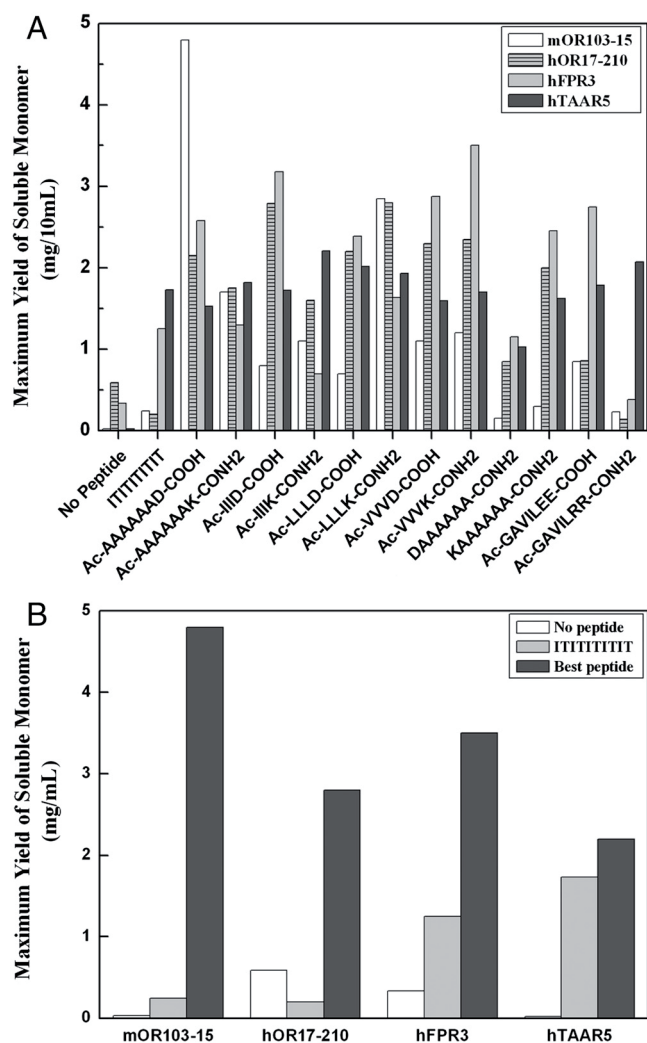 A
Maximum Yield of Soluble Monomer
(mg/10mL)
5
4
3
2
1
0
mOR103-15
hOR17-210
hFPR3
hTAAR5
No Peptide
ITITITITIT
Ac-AAAAAAD-COOH
Ac-AAAAAAK-CONH2
Ac-IIID-COOH
Ac-IIIK-CONH2
Ac-LLLD-COOH
Ac-LLLK-CONH2
Ac-VVVD-COOH
Ac-VVVK-CONH2
DAAAAAA-CONH2
KAAAAAA-CONH2
Ac-GAVILEE-COOH
Ac-GAVILRR-CONH2
B
Maximum Yield of Soluble Monomer
(mg/mL)
5
4
3
2
1
0
No peptide
ITITITITIT
Best peptide
mOR103-15
hOR17-210
hFPR3
hTAAR5